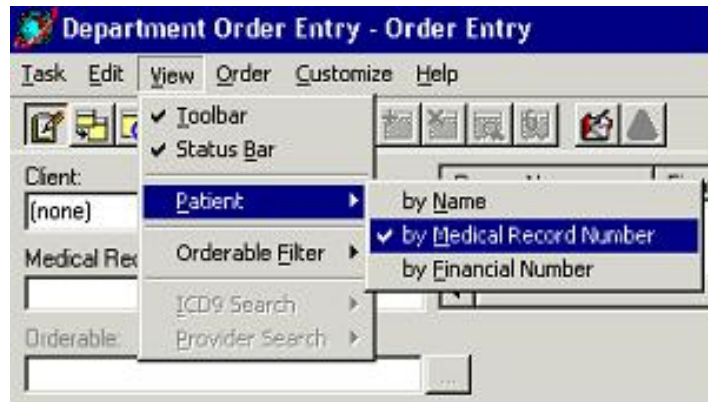 Department Order Entry - Order Entry
Task Edit View Order Customize Help
Toolbar
Status Bar
Client:
(none)
Patient
by Name
by Medical Record Number
by Financial Number
Medical Rec
Orderable Filter
ICD9 Search
Provider Search
Orderable:
...